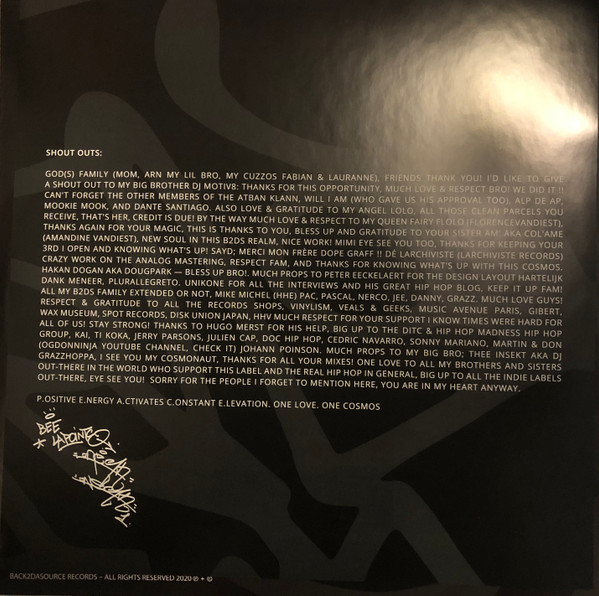 SHOUT OUTS:
GOD(S) FAMILY (MOM, ARN MY LIL BRO, MY CUZZOS FABIAN & LAURANNE), FRIENDS THANK YOU! I'D LIKE TO GIVE
A SHOUT OUT TO MY BIG BROTHER DJ MOTIV8: THANKS FOR THIS OPPORTUNITY, MUCH LOVE & RESPECT BRO! WE DID IT!!
CAN'T FORGET THE OTHER MEMBERS OF THE ATBAN KLANN, WILL I AM (WHO GAVE US HIS APPROVAL TOO). ALP DE AP,
MOOKIE MOOK, AND DANTE SANTIAGO. ALSO LOVE & GRATITUDE TO MY ANGEL LOLO, ALL THOSE CLEAN PARCELS YOU
RECEIVE, THAT'S HER, CREDIT IS DUE! BY THE WAY MUCH LOVE & RESPECT TO MY QUEEN FAIRY FLOLO (FLORENCEVANDIEST),
THANKS AGAIN FOR YOUR MAGIC, THIS IS THANKS TO YOU, BLESS UP AND GRATITUDE TO YOUR SISTER AM' AKA COL'AME
(AMANDINE VANDIEST), NEW SOUL IN THIS B2DS REALM, NICE WORK! MIMI EYE SEE YOU TOO, THANKS FOR KEEPING YOUR
3RD I OPEN AND KNOWING WHAT'S UP! SAYD; MERCI MON FRÈRE DOPE GRAFF !! DÉ LARCHIVISTE (LARCHIVISTE RECORDS)
CRAZY WORK ON THE ANALOG MASTERING, RESPECT FAM, AND THANKS FOR KNOWING WHAT'S UP WITH THIS COSMOS.
HAKAN DOGAN AKA DOUGPARK — BLESS UP BRO!. MUCH PROPS TO PETER EECKELAERT FOR THE DESIGN LAYOUT HARTELIJK
DANK MENEER, PLURALLEGRETO. UNIKONE FOR ALL THE INTERVIEWS AND HIS GREAT HIP HOP BLOG, KEEP IT UP FAM!
ALL MY B2DS FAMILY EXTENDED OR NOT, MIKE MICHEL (HHE) PAC, PASCAL, NERCO, JEE, DANNY, GRAZZ. MUCH LOVE GUYS!
RESPECT & GRATITUDE TO ALL THE RECORDS SHOPS, VINYLISM, VEALS & GEEKS, MUSIC AVENUE PARIS, GIBERT,
WAX MUSEUM, SPOT RECORDS, DISK UNION JAPAN, HHV MUCH RESPECT FOR YOUR SUPPORT I KNOW TIMES WERE HARD FOR
ALL OF US! STAY STRONG! THANKS TO HUGO MERST FOR HIS HELP, BIG UP TO THE DITC & HIP HOP MADNESS HIP HOP
GROUP, KAI, TI KOKA, JERRY PARSONS, JULIEN CAP, DOC HIP HOP, CEDRIC NAVARRO, SONNY MARIANO, MARTIN & DON
(OGDONNINJA YOUTUBE CHANNEL, CHECK IT) JOHANN POINSON. MUCH PROPS TO MY BIG BRO; THEE INSEKT AKA DJ
GRAZZHOPPA, I SEE YOU MY COSMONAUT, THANKS FOR ALL YOUR MIXES! ONE LOVE TO ALL MY BROTHERS AND SISTERS
OUT-THERE IN THE WORLD WHO SUPPORT THIS LABEL AND THE REAL HIP HOP IN GENERAL, BIG UP TO ALL THE INDIE LABELS
OUT-THERE, EYE SEE YOU! SORRY FOR THE PEOPLE I FORGET TO MENTION HERE, YOU ARE IN MY HEART ANYWAY.
P.OSITIVE E.NERGY A.CTIVATES C.ONSTANT E.LEVATION. ONE LOVE. ONE COSMOS
BEE
LAPOINTE
BACK2DASOURCE RECORDS – ALL RIGHTS RESERVED 2020 ℗ + ©